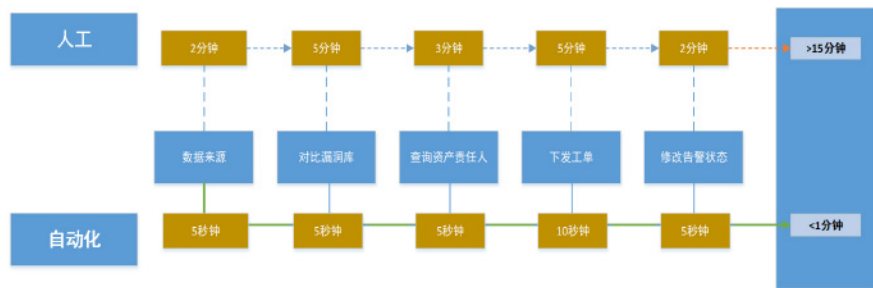 人工
2分钟
5分钟
3分钟
5分钟
2分钟
>15分钟
数据来源
对比漏洞库
查询资产责任人
下发工单
修改告警状态
自动化
5秒钟
5秒钟
5秒钟
10秒钟
5秒钟
<1分钟